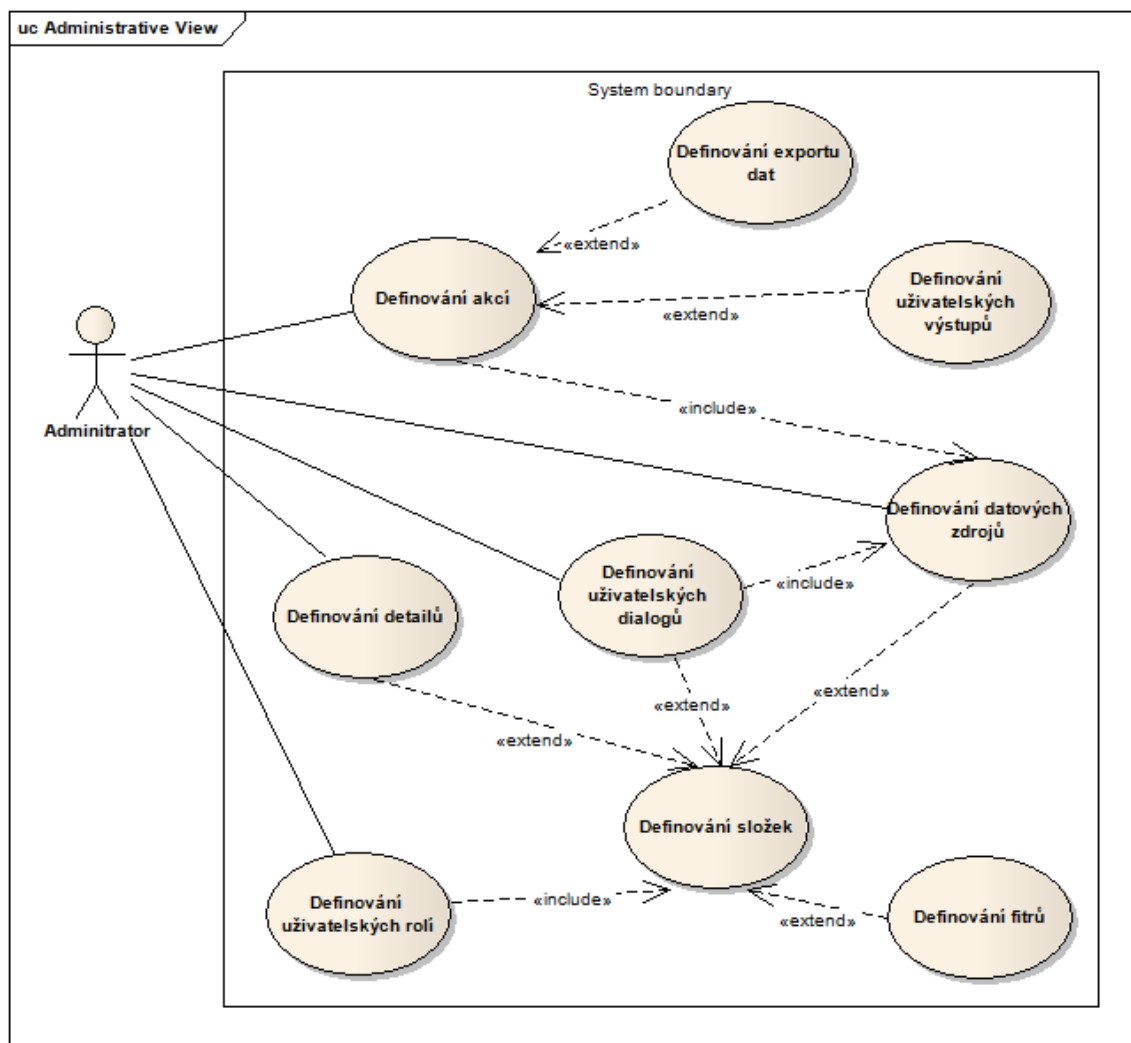 uc Administrative View
System boundary
Definování exportu
dat
«extend»
Definování akcí
Definování
uživatelských
výstupů
«extend»
«include»
Adminitrator
Definování datových
zdrojů
Definování
uživatelských
dialogů
«include»
Definování detailů
«extend»
«extend»
«extend»
Definování složek
Definování
uživatelských rolí
«include»
«extend»
Definování fitrů